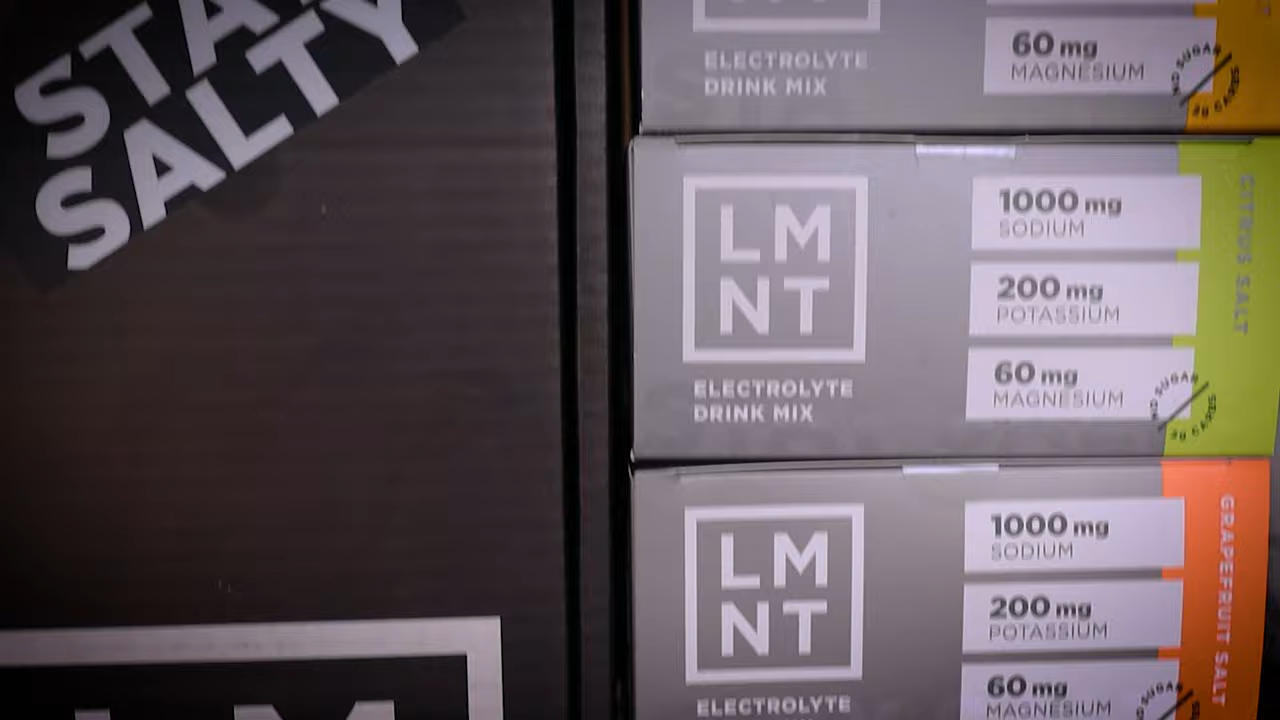 STAY
SALTY
LM
ELECTROLYTE
DRINK MIX
60 mg
MAGNESIUM
NO SUGAR
LM
NT
ELECTROLYTE
DRINK MIX
1000 mg
SODIUM
200 mg
POTASSIUM
60 mg
MAGNESIUM
NO SUGAR
CITRUS SALT
LM
NT
ELECTROLYTE
1000 mg
SODIUM
200 mg
POTASSIUM
60 mg
MAGNESIUM
NO SUGAR
GRAPEFRUIT SALT